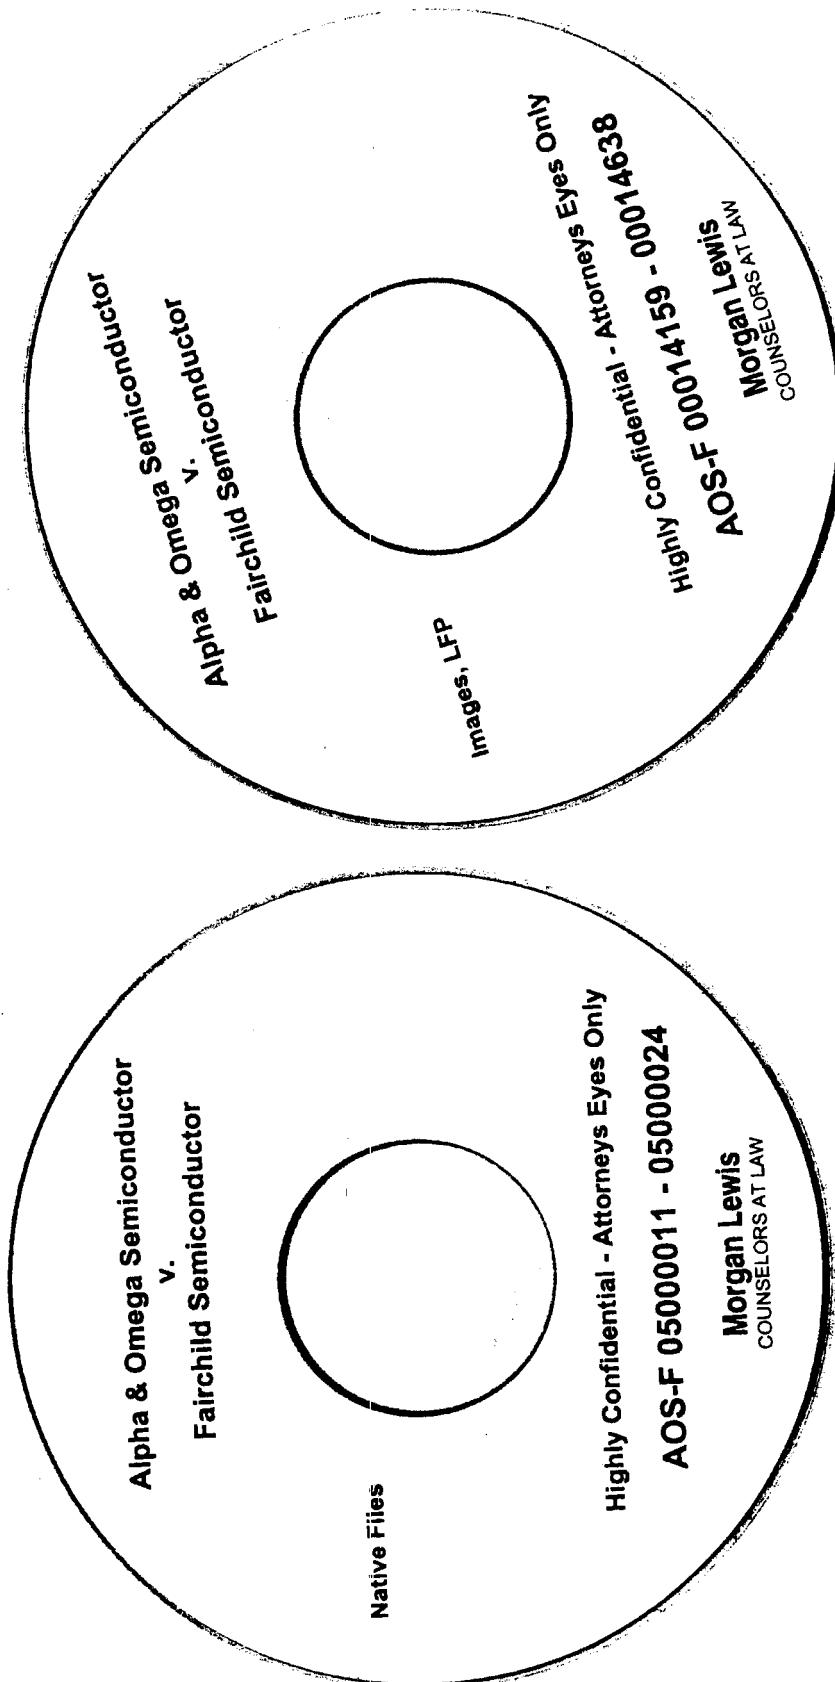 Alpha & Omega Semiconductor
v.
Fairchild Semiconductor
Native Files
Highly Confidential - Attorneys Eyes Only
AOS-F 05000011 - 05000024
Morgan Lewis
COUNSELORS AT LAW
Alpha & Omega Semiconductor
v.
Fairchild Semiconductor
Images, LFP
Highly Confidential - Attorneys Eyes Only
AOS-F 00014159 - 00014638
Morgan Lewis
COUNSELORS AT LAW